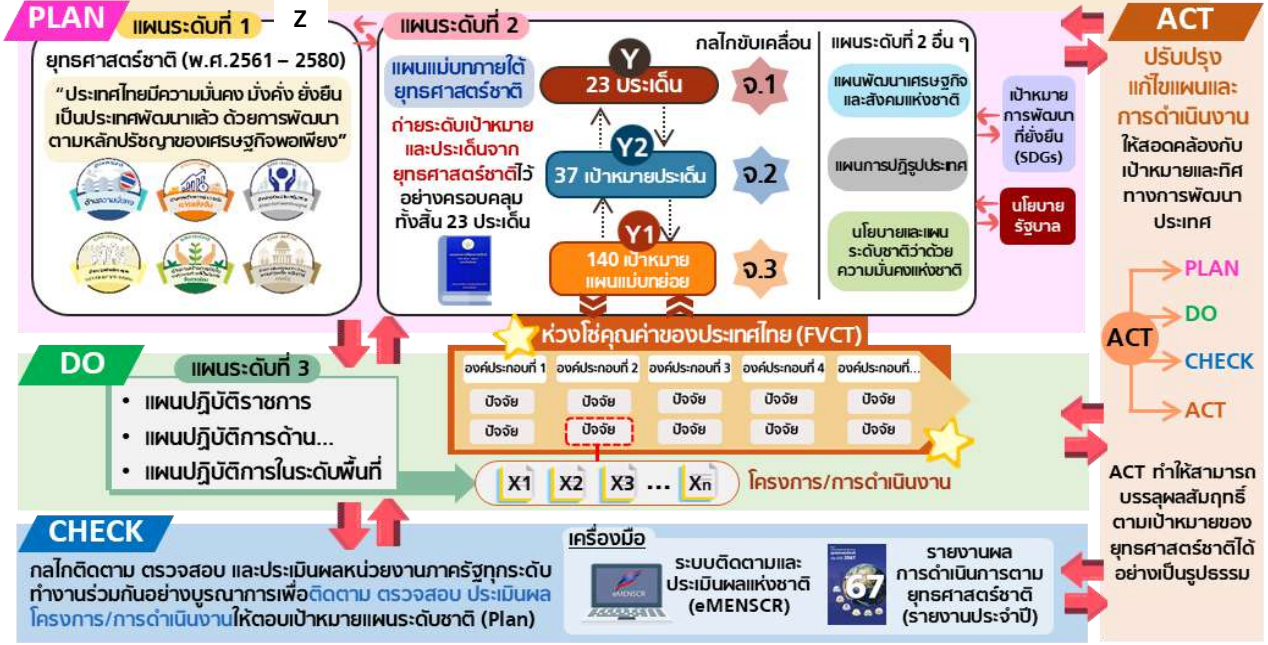 PLAN
แผนระดับที่ 1
Z
ยุทธศาสตร์ชาติ (พ.ศ.2561 – 2580)
“ประเทศไทยมีความมั่นคง มั่งคั่ง ยั่งยืน
เป็นประเทศพัฒนาแล้ว ด้วยการพัฒนา
ตามหลักปรัชญาของเศรษฐกิจพอเพียง”
ด้านความมั่นคง
แผนระดับที่ 2
แผนแม่บทภายใต้
ยุทธศาสตร์ชาติ
ถ่ายระดับเป้าหมาย
และประเด็นจาก
ยุทธศาสตร์ชาติไว้
อย่างครอบคลุม
ทั้งสิ้น 23 ประเด็น
Y
23 ประเด็น
Y2
37 เป้าหมายประเด็น
Y1
140 เป้าหมาย
แผนแม่บทย่อย
กลไกขับเคลื่อน
จ.1
จ.2
จ.3
แผนระดับที่ 2 อื่น ๆ
แผนพัฒนาเศรษฐกิจ
และสังคมแห่งชาติ
แผนการปฏิรูปประเทศ
นโยบายและแผน
ระดับชาติว่าด้วย
ความมั่นคงแห่งชาติ
เป้าหมาย
การพัฒนา
ที่ยั่งยืน
(SDGs)
นโยบาย
รัฐบาล
ห่วงโซ่คุณค่าของประเทศไทย (FVCT)
องค์ประกอบที่ 1 องค์ประกอบที่ 2 องค์ประกอบที่ 3 องค์ประกอบที่ 4 องค์ประกอบที่...
ปัจจัย ปัจจัย ปัจจัย ปัจจัย ปัจจัย
ปัจจัย ปัจจัย ปัจจัย ปัจจัย ปัจจัย
X1 X2 X3 ... Xn โครงการ/การดำเนินงาน
DO
แผนระดับที่ 3
• แผนปฏิบัติราชการ
• แผนปฏิบัติการด้าน...
• แผนปฏิบัติการในระดับพื้นที่
CHECK
กลไกติดตาม ตรวจสอบ และประเมินผลหน่วยงานภาครัฐทุกระดับ
ทำงานร่วมกันอย่างบูรณาการเพื่อติดตาม ตรวจสอบ ประเมินผล
โครงการ/การดำเนินงานให้ตอบเป้าหมายแผนระดับชาติ (Plan)
เครื่องมือ
eMENSCR
ระบบติดตามและ
ประเมินผลแห่งชาติ
(eMENSCR)
67
รายงานผล
การดำเนินการตาม
ยุทธศาสตร์ชาติ
(รายงานประจำปี)
ACT
ปรับปรุง
แก้ไขแผนและ
การดำเนินงาน
ให้สอดคล้องกับ
เป้าหมายและทิศ
ทางการพัฒนา
ประเทศ
ACT
PLAN
DO
CHECK
ACT
ACT ทำให้สามารถ
บรรลุผลสัมฤทธิ์
ตามเป้าหมายของ
ยุทธศาสตร์ชาติได้
อย่างเป็นรูปธรรม